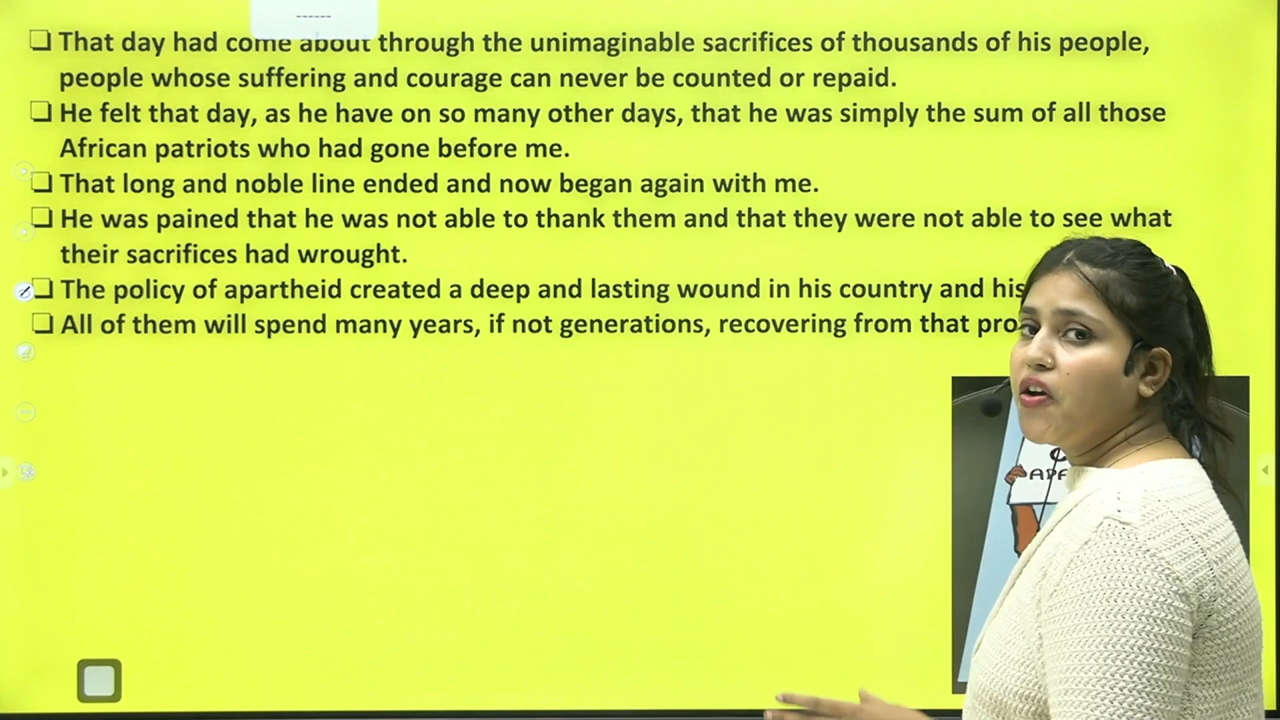 ------
❑ That day had come about through the unimaginable sacrifices of thousands of his people,
people whose suffering and courage can never be counted or repaid.
❑ He felt that day, as he have on so many other days, that he was simply the sum of all those
African patriots who had gone before me.
❑ That long and noble line ended and now began again with me.
❑ He was pained that he was not able to thank them and that they were not able to see what
their sacrifices had wrought.
❑ The policy of apartheid created a deep and lasting wound in his country and his
❑ All of them will spend many years, if not generations, recovering from that